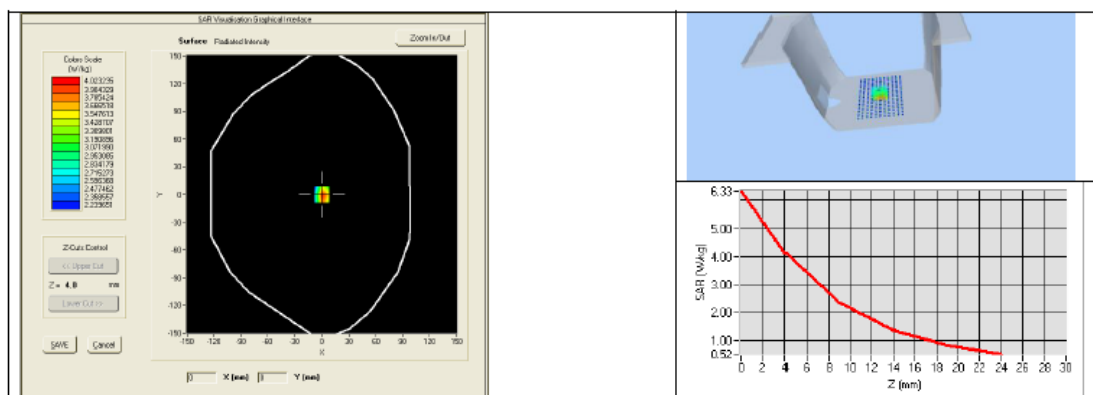 SAR Visualisation Graphical Interface
Surface Radiated Intensity
Zoom In/Out
Colors Scale
(W/kg)
4.023235
3.904329
3.785424
3.666518
3.547613
3.428707
3.309801
3.190896
3.071990
2.953085
2.834179
2.715273
2.596368
2.477462
2.358557
2.239651
150
120
90
60
30
0
-30
-60
-90
-120
-150
Y
-150 -120 -90 -60 -30 0 30 60 90 120 150
X
Z-Cuts Control
<< Upper Cut
Z = 4.0 mm
Lower Cut >>
SAVE Cancel
0 X (mm) 0 Y (mm)
6.33
5.00
4.00
3.00
2.00
1.00
0.52
SAR (W/kg)
0 2 4 6 8 10 12 14 16 18 20 22 24 26 28 30
Z (mm)